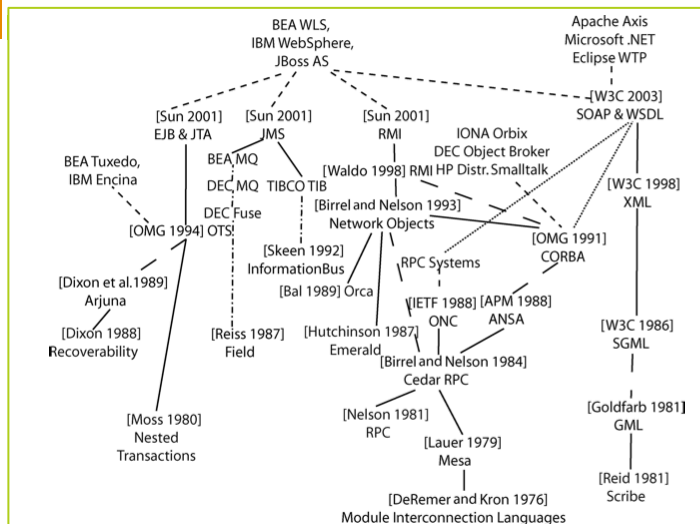 BEA WLS,
IBM WebSphere,
JBoss AS
Apache Axis
Microsoft .NET
Eclipse WTP
[Sun 2001]
EJB & JTA
[Sun 2001]
JMS
[Sun 2001]
RMI
[W3C 2003]
SOAP & WSDL
IONA Orbix
DEC Object Broker
HP Distr. Smalltalk
BEA Tuxedo,
IBM Encina
BEA MQ
DEC MQ
TIBCO TIB
DEC Fuse
[Waldo 1998] RMI
[W3C 1998]
XML
[Birrel and Nelson 1993]
Network Objects
[OMG 1994] OTS
[OMG 1991]
CORBA
[Skeen 1992]
InformationBus
RPC Systems
[Dixon et al.1989]
Arjuna
[Bal 1989] Orca
[IETF 1988]
ONC
[APM 1988]
ANSA
[Dixon 1988]
Recoverability
[Reiss 1987]
Field
[Hutchinson 1987]
Emerald
[W3C 1986]
SGML
[Birrel and Nelson 1984]
Cedar RPC
[Moss 1980]
Nested
Transactions
[Nelson 1981]
RPC
[Goldfarb 1981]
GML
[Lauer 1979]
Mesa
[Reid 1981]
Scribe
[DeRemer and Kron 1976]
Module Interconnection Languages